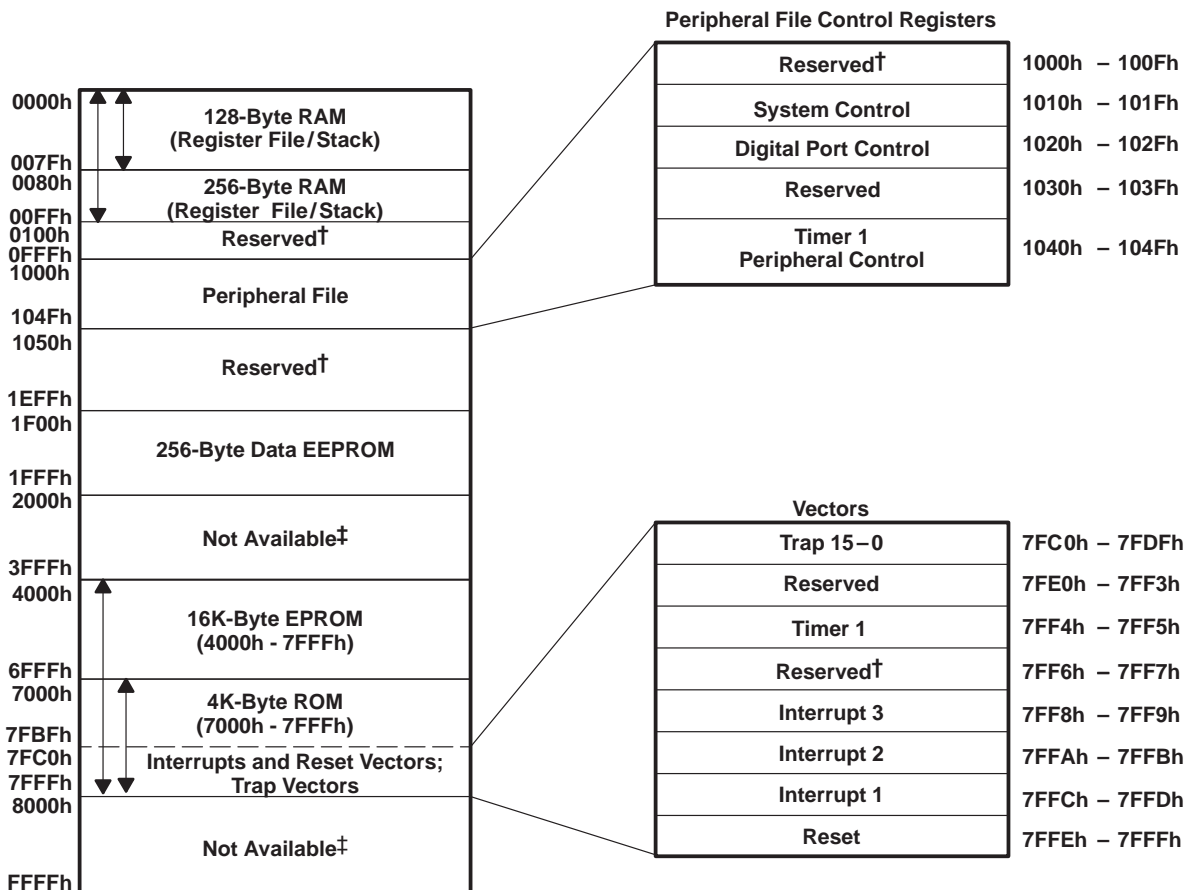 Peripheral File Control Registers
Reserved† 1000h – 100Fh
System Control 1010h – 101Fh
Digital Port Control 1020h – 102Fh
Reserved 1030h – 103Fh
Timer 1
Peripheral Control 1040h – 104Fh
0000h
128-Byte RAM
(Register File/Stack)
007Fh
0080h
256-Byte RAM
(Register File/Stack)
00FFh
0100h
Reserved†
0FFFh
1000h
Peripheral File
104Fh
1050h
Reserved†
1EFFh
1F00h
256-Byte Data EEPROM
1FFFh
2000h
Not Available‡
3FFFh
4000h
16K-Byte EPROM
(4000h - 7FFFh)
6FFFh
7000h
4K-Byte ROM
(7000h - 7FFFh)
7FBFh
7FC0h
Interrupts and Reset Vectors;
Trap Vectors
7FFFh
8000h
Not Available‡
FFFFh
Vectors
Trap 15–0 7FC0h – 7FDFh
Reserved 7FE0h – 7FF3h
Timer 1 7FF4h – 7FF5h
Reserved† 7FF6h – 7FF7h
Interrupt 3 7FF8h – 7FF9h
Interrupt 2 7FFAh – 7FFBh
Interrupt 1 7FFCh – 7FFDh
Reset 7FFEh – 7FFFh